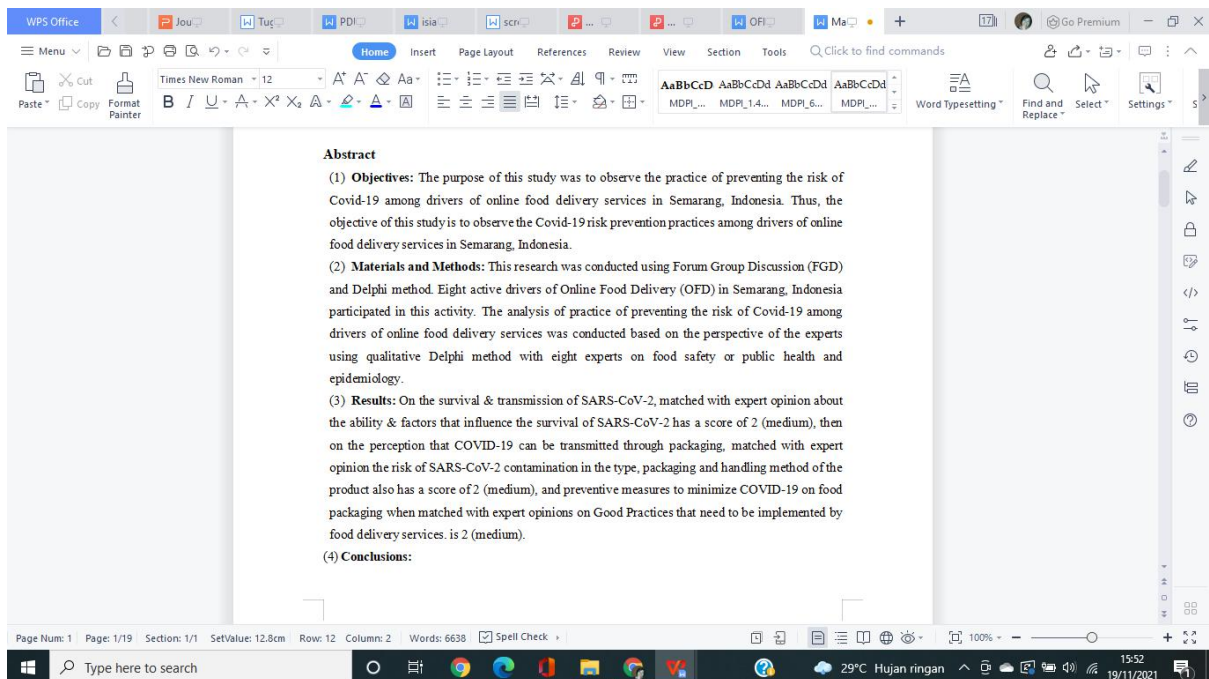 WPS Office
Jou
Tug
PDI
isia
scre
P ...
P ...
OFI
Ma
17
Go Premium
Menu
Home Insert Page Layout References Review View Section Tools Click to find commands
Paste Cut Copy Format Painter
Times New Roman 12
AaBbCcD AaBbCcDd AaBbCcDd AaBbCcDd
MDPI_... MDPI_1.4... MDPI_6... MDPI_...
Word Typesetting
Find and Replace
Select
Settings
Abstract
(1) Objectives: The purpose of this study was to observe the practice of preventing the risk of
Covid-19 among drivers of online food delivery services in Semarang, Indonesia. Thus, the
objective of this study is to observe the Covid-19 risk prevention practices among drivers of online
food delivery services in Semarang, Indonesia.
(2) Materials and Methods: This research was conducted using Forum Group Discussion (FGD)
and Delphi method. Eight active drivers of Online Food Delivery (OFD) in Semarang, Indonesia
participated in this activity. The analysis of practice of preventing the risk of Covid-19 among
drivers of online food delivery services was conducted based on the perspective of the experts
using qualitative Delphi method with eight experts on food safety or public health and
epidemiology.
(3) Results: On the survival & transmission of SARS-CoV-2, matched with expert opinion about
the ability & factors that influence the survival of SARS-CoV-2 has a score of 2 (medium), then
on the perception that COVID-19 can be transmitted through packaging, matched with expert
opinion the risk of SARS-CoV-2 contamination in the type, packaging and handling method of the
product also has a score of 2 (medium), and preventive measures to minimize COVID-19 on food
packaging when matched with expert opinions on Good Practices that need to be implemented by
food delivery services. is 2 (medium).
(4) Conclusions:
Page Num: 1 Page: 1/19 Section: 1/1 SetValue: 12.8cm Row: 12 Column: 2 Words: 6638 Spell Check
100%
Type here to search
29°C Hujan ringan
15:52
19/11/2021